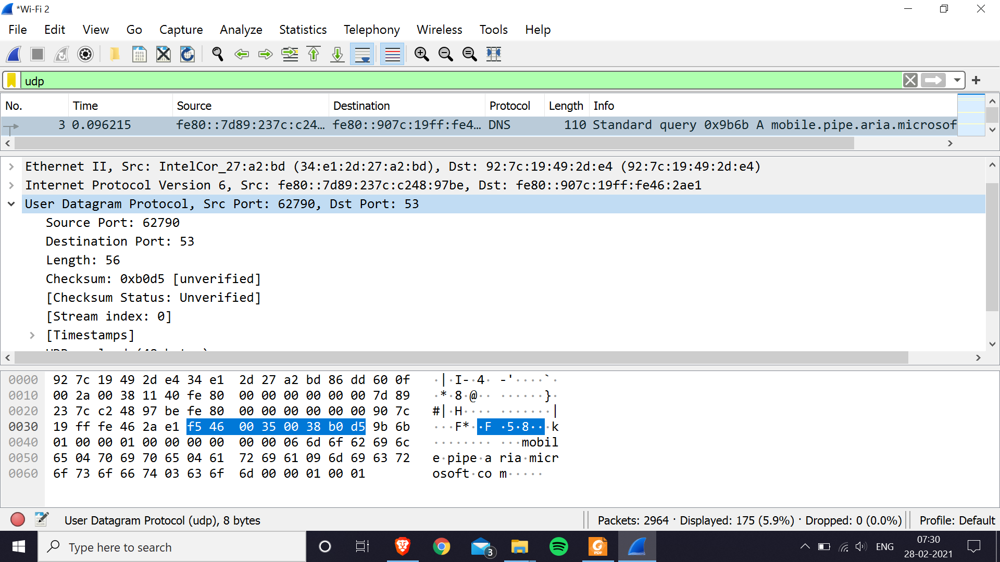 *Wi-Fi 2
File Edit View Go Capture Analyze Statistics Telephony Wireless Tools Help
udp
No. Time Source Destination Protocol Length Info
3 0.096215 fe80::7d89:237c:c24… fe80::907c:19ff:fe4… DNS 110 Standard query 0x9b6b A mobile.pipe.aria.microsof
Ethernet II, Src: IntelCor_27:a2:bd (34:e1:2d:27:a2:bd), Dst: 92:7c:19:49:2d:e4 (92:7c:19:49:2d:e4)
Internet Protocol Version 6, Src: fe80::7d89:237c:c248:97be, Dst: fe80::907c:19ff:fe46:2ae1
User Datagram Protocol, Src Port: 62790, Dst Port: 53
Source Port: 62790
Destination Port: 53
Length: 56
Checksum: 0xb0d5 [unverified]
[Checksum Status: Unverified]
[Stream index: 0]
[Timestamps]
0000 92 7c 19 49 2d e4 34 e1 2d 27 a2 bd 86 dd 60 0f ·|·I-·4· -'····`·
0010 00 2a 00 38 11 40 fe 80 00 00 00 00 00 00 7d 89 ·*·8·@·· ······}·
0020 23 7c c2 48 97 be fe 80 00 00 00 00 00 00 90 7c #|·H···· ·······|
0030 19 ff fe 46 2a e1 f5 46 00 35 00 38 b0 d5 9b 6b ···F*··F ·5·8···k
0040 01 00 00 01 00 00 00 00 00 00 06 6d 6f 62 69 6c ········ ···mobil
0050 65 04 70 69 70 65 04 61 72 69 61 09 6d 69 63 72 e·pipe·a ria·micr
0060 6f 73 6f 66 74 03 63 6f 6d 00 00 01 00 01 osoft·co m·····
User Datagram Protocol (udp), 8 bytes
Packets: 2964 · Displayed: 175 (5.9%) · Dropped: 0 (0.0%)
Profile: Default
Type here to search
3
PDF
ENG
07:30
28-02-2021